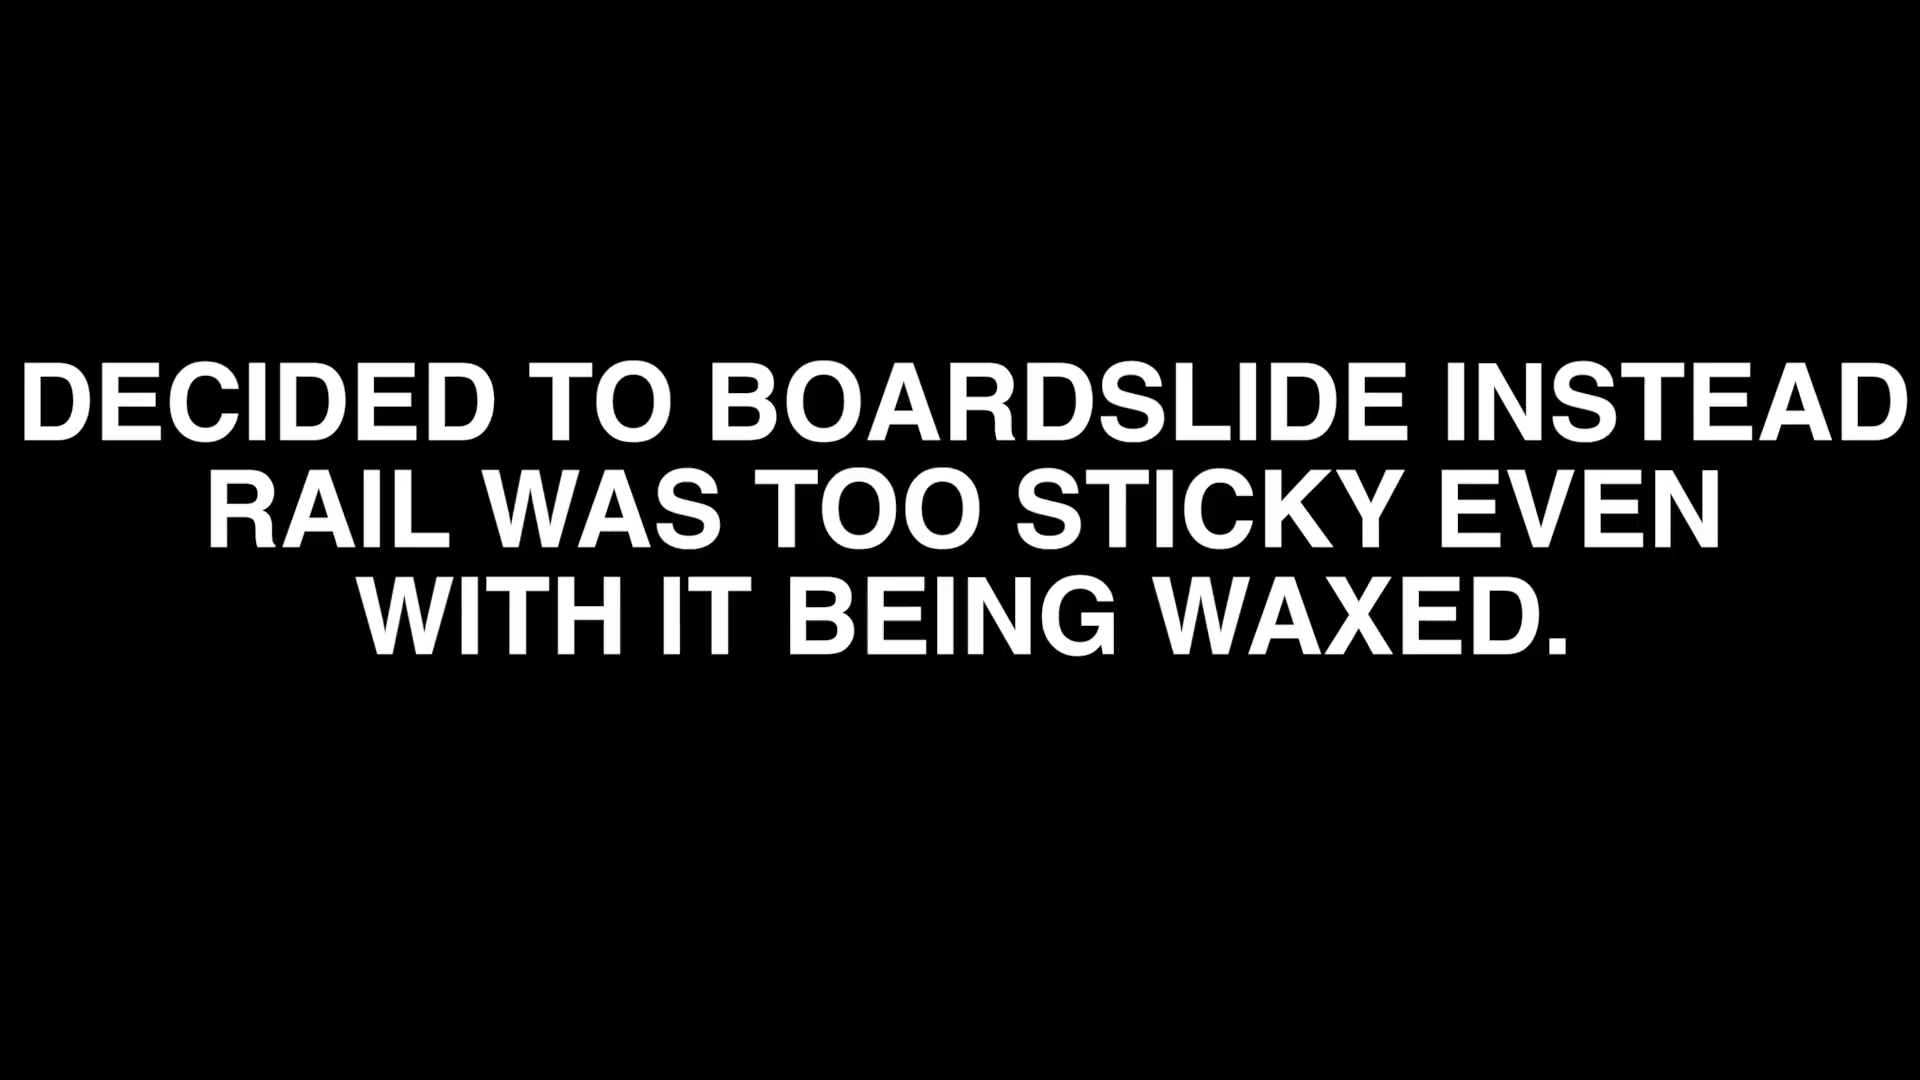 DECIDED TO BOARDSLIDE INSTEAD
RAIL WAS TOO STICKY EVEN
WITH IT BEING WAXED.